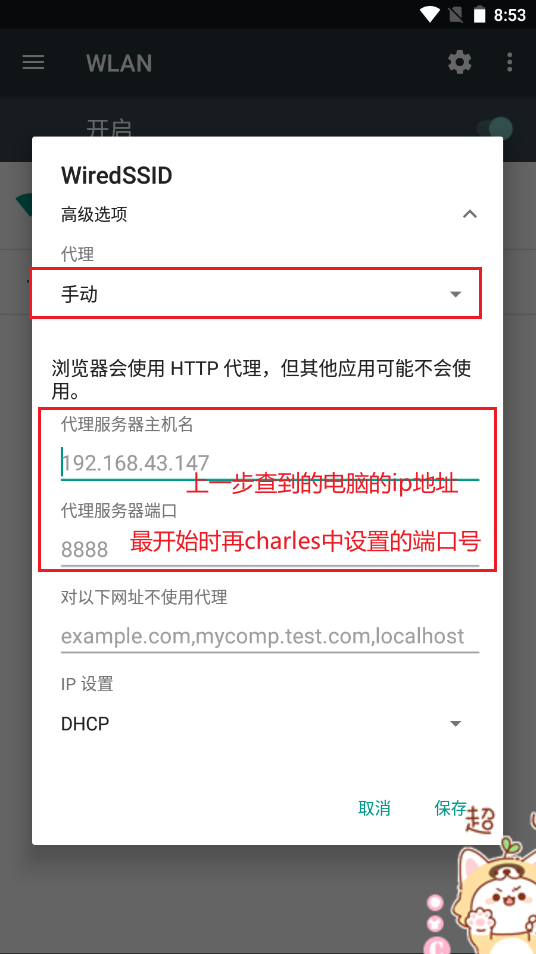 8:53
WLAN
开启
WiredSSID
高级选项
代理
手动
浏览器会使用 HTTP 代理，但其他应用可能不会使
用。
代理服务器主机名
192.168.43.147
上一步查到的电脑的ip地址
代理服务器端口
8888
最开始时再charles中设置的端口号
对以下网址不使用代理
example.com,mycomp.test.com,localhost
IP 设置
DHCP
取消
保存
超